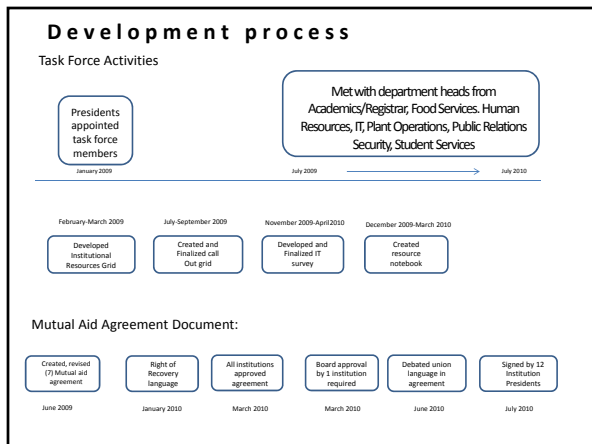 Development process
Task Force Activities
Presidents
appointed
task force
members
Met with department heads from
Academics/Registrar, Food Services. Human
Resources, IT, Plant Operations, Public Relations
Security, Student Services
January 2009
July 2009
July 2010
February-March 2009
July-September 2009
November 2009-April2010
December 2009-March 2010
Developed
Institutional
Resources Grid
Created and
Finalized call
Out grid
Developed and
Finalized IT
survey
Created
resource
notebook
Mutual Aid Agreement Document:
Created, revised
(7) Mutual aid
agreement
Right of
Recovery
language
All institutions
approved
agreement
Board approval
by 1 institution
required
Debated union
language in
agreement
Signed by 12
Institution
Presidents
June 2009
January 2010
March 2010
March 2010
June 2010
July 2010